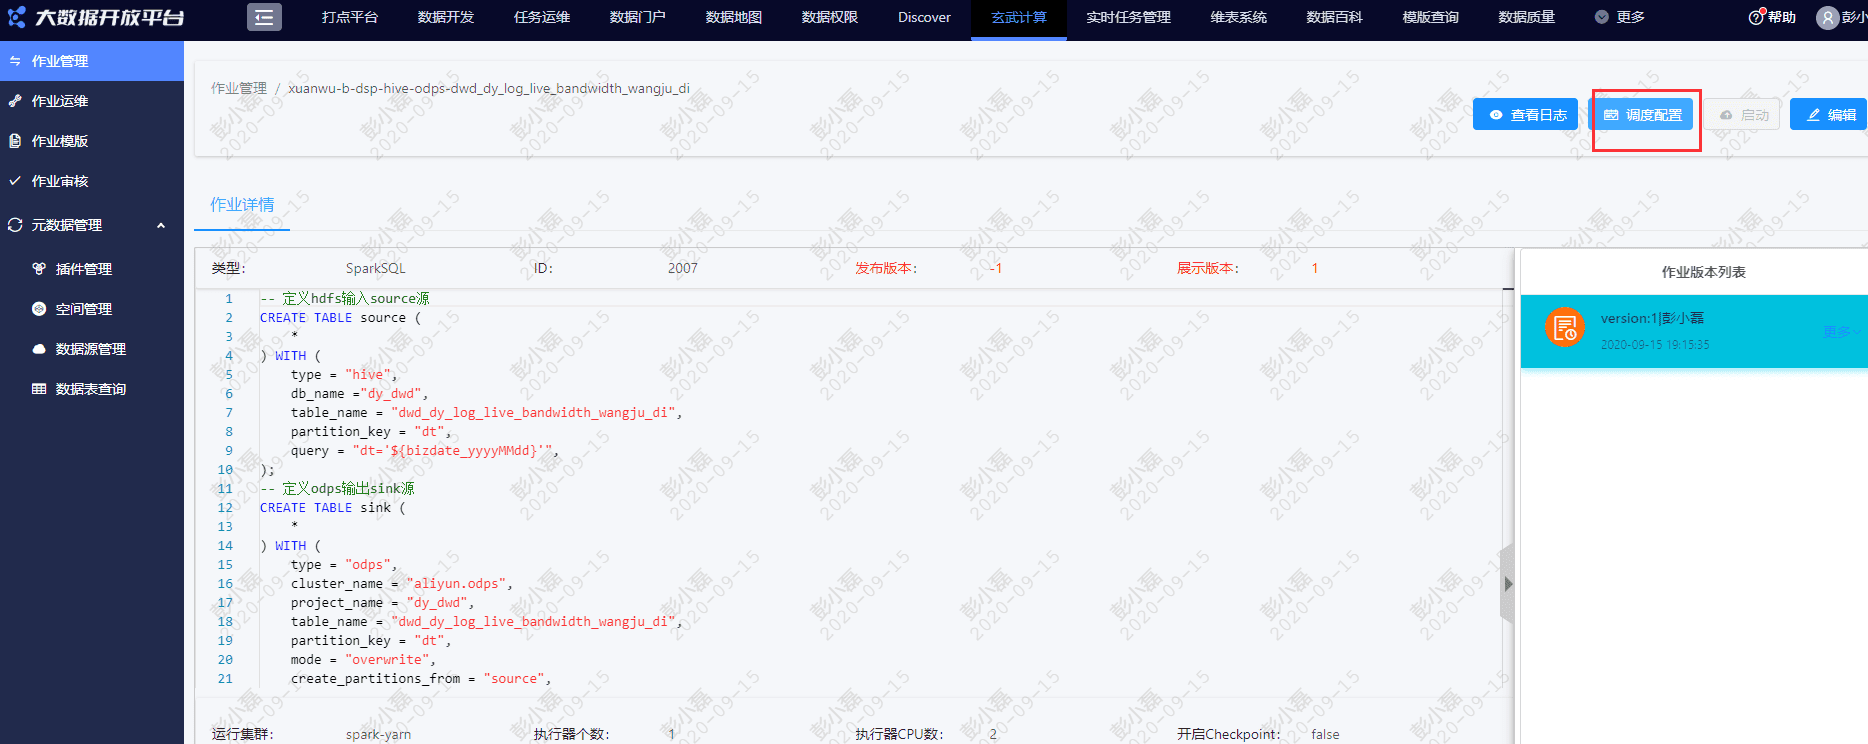 大数据开放平台
打点平台 数据开发 任务运维 数据门户 数据地图 数据权限 Discover 玄武计算 实时任务管理 维表系统 数据百科 模版查询 数据质量 更多 帮助 彭小
作业管理
作业运维
作业模版
作业审核
元数据管理
插件管理
空间管理
数据源管理
数据表查询
作业管理 / xuanwu-b-dsp-hive-odps-dwd_dy_log_live_bandwidth_wangju_di
查看日志 调度配置 启动 编辑
作业详情
类型: SparkSQL ID: 2007 发布版本: -1 展示版本: 1
1 -- 定义hdfs输入source源
2 CREATE TABLE source (
3 *
4 ) WITH (
5 type = "hive",
6 db_name ="dy_dwd",
7 table_name = "dwd_dy_log_live_bandwidth_wangju_di",
8 partition_key = "dt",
9 query = "dt='${bizdate_yyyyMMdd}'",
10 );
11 -- 定义odps输出sink源
12 CREATE TABLE sink (
13 *
14 ) WITH (
15 type = "odps",
16 cluster_name = "aliyun.odps",
17 project_name = "dy_dwd",
18 table_name = "dwd_dy_log_live_bandwidth_wangju_di",
19 partition_key = "dt",
20 mode = "overwrite",
21 create_partitions_from = "source",
运行集群: spark-yarn 执行器个数: 1 执行器CPU数: 2 开启Checkpoint: false
作业版本列表
version:1|彭小磊
2020-09-15 19:15:35
更多
彭小磊
2020-09-15